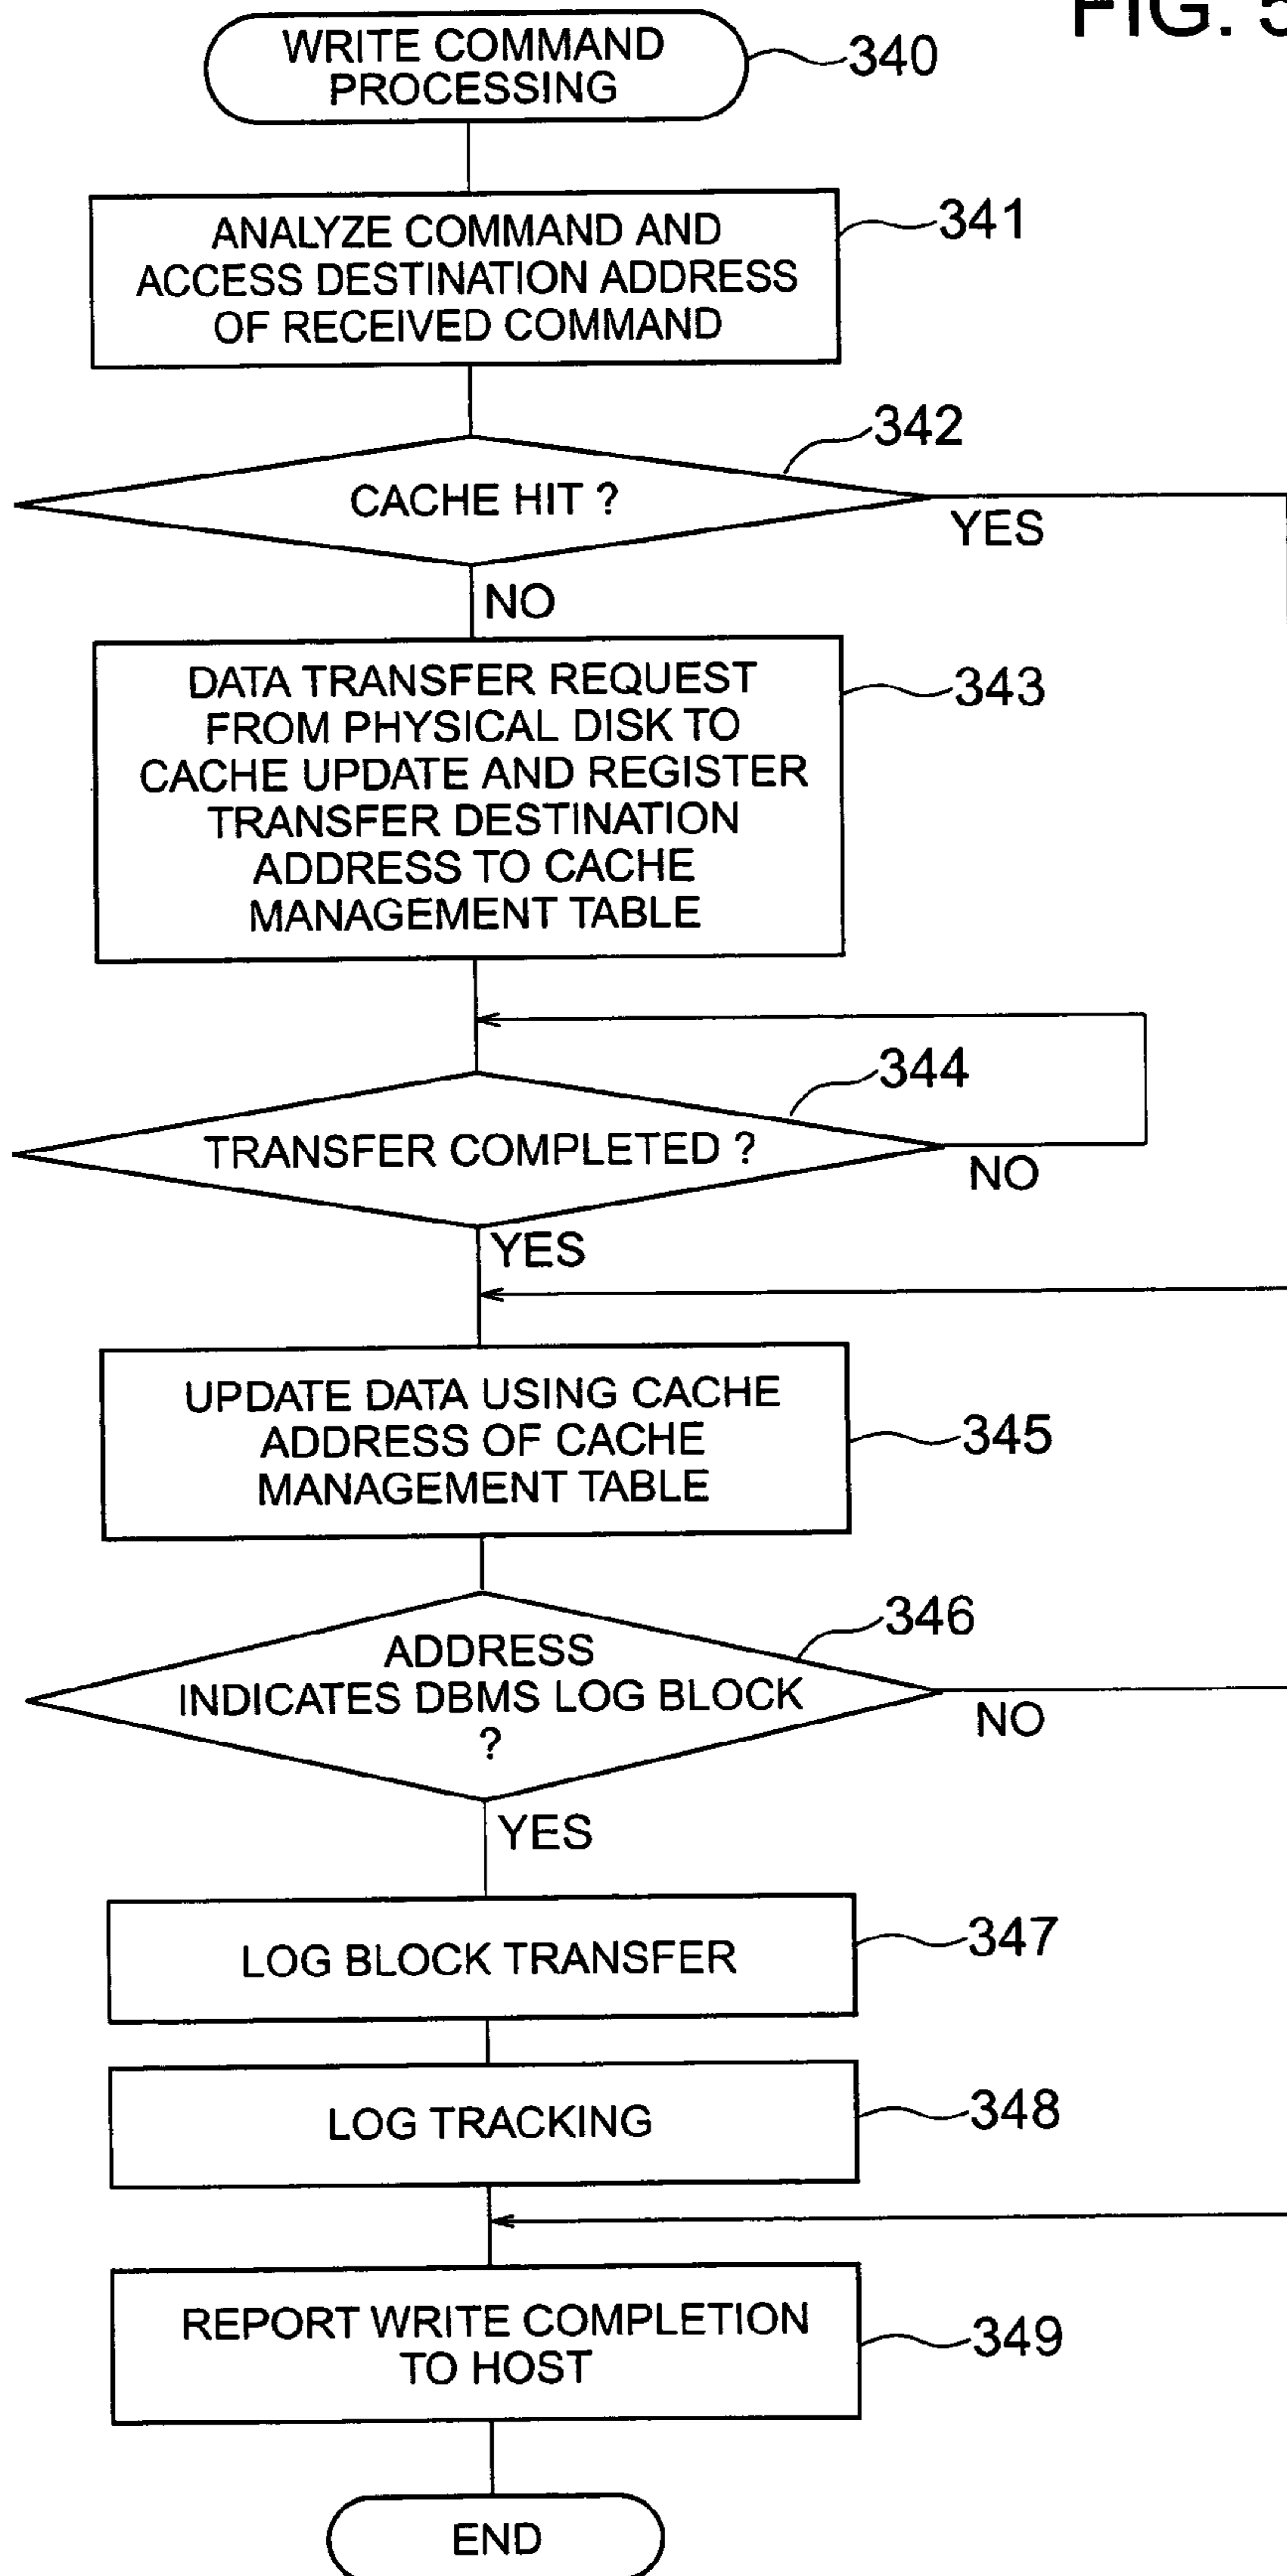 FIG. 5
WRITE COMMAND
PROCESSING
340
ANALYZE COMMAND AND
ACCESS DESTINATION ADDRESS
OF RECEIVED COMMAND
341
342
CACHE HIT ?
YES
NO
DATA TRANSFER REQUEST
FROM PHYSICAL DISK TO
CACHE UPDATE AND REGISTER
TRANSFER DESTINATION
ADDRESS TO CACHE
MANAGEMENT TABLE
343
344
TRANSFER COMPLETED ?
NO
YES
UPDATE DATA USING CACHE
ADDRESS OF CACHE
MANAGEMENT TABLE
345
346
ADDRESS
INDICATES DBMS LOG BLOCK
?
NO
YES
LOG BLOCK TRANSFER
347
LOG TRACKING
348
REPORT WRITE COMPLETION
TO HOST
349
END